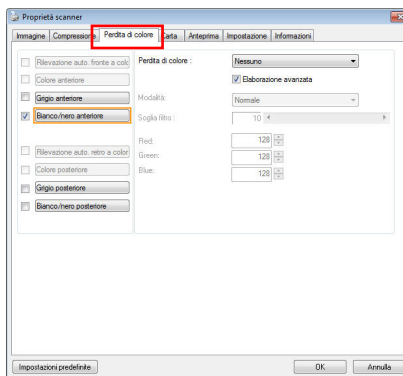 Proprietà scanner
Immagine Compressione Perdita di colore Carta Anteprima Impostazione Informazioni
Rilevazione auto. fronte a colo
Perdita di colore : Nessuno
Colore anteriore
Elaborazione avanzata
Grigio anteriore
Modalità: Normale
Bianco/nero anteriore
Soglia filtro : 10
Red: 128
Rilevazione auto. retro a color
Green: 128
Colore posteriore
Blue: 128
Grigio posteriore
Bianco/nero posteriore
Impostazioni predefinite OK Annulla